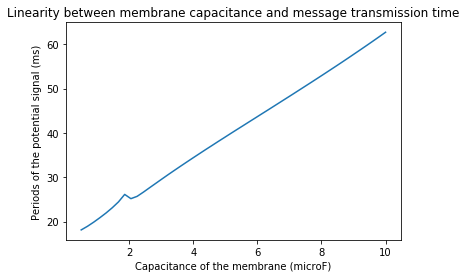 Linearity between membrane capacitance and message transmission time
Periods of the potential signal (ms)
60
50
40
30
20
2 4 6 8 10
Capacitance of the membrane (microF)